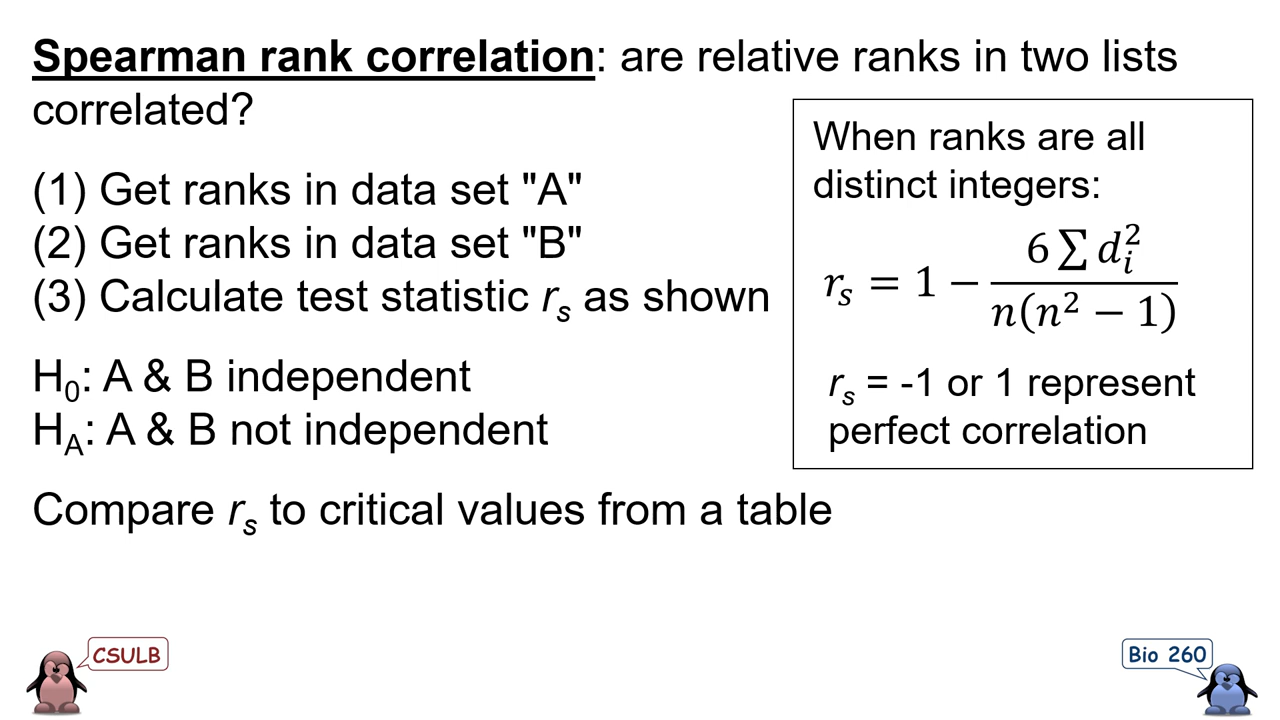 Spearman rank correlation: are relative ranks in two lists
correlated?
(1) Get ranks in data set "A"
(2) Get ranks in data set "B"
(3) Calculate test statistic rₛ as shown
H₀: A & B independent
H_A: A & B not independent
Compare rₛ to critical values from a table
When ranks are all
distinct integers:
rₛ = 1 − 6 ∑ dᵢ² / n(n² − 1)
rₛ = -1 or 1 represent
perfect correlation
CSULB
Bio 260